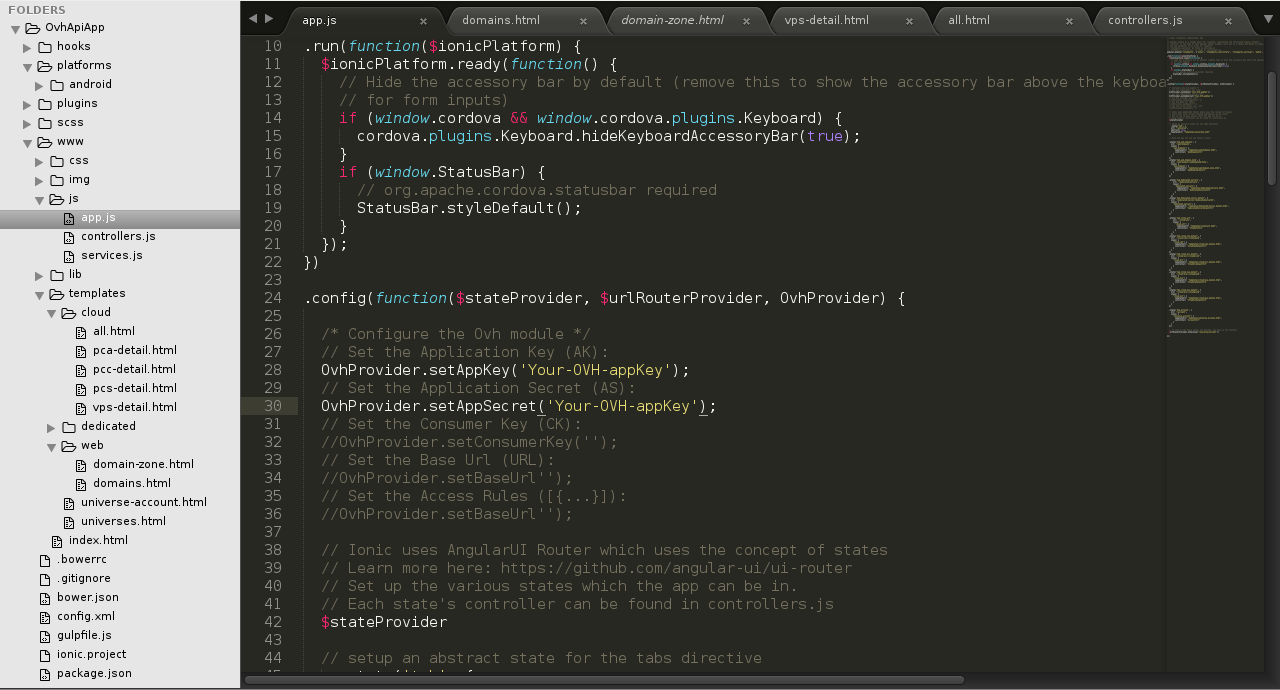 FOLDERS
OvhApiApp
hooks
platforms
android
plugins
scss
www
css
img
js
app.js
controllers.js
services.js
lib
templates
cloud
all.html
pca-detail.html
pcc-detail.html
pcs-detail.html
vps-detail.html
dedicated
web
domain-zone.html
domains.html
universe-account.html
universes.html
index.html
.bowerrc
.gitignore
bower.json
config.xml
gulpfile.js
ionic.project
package.json
app.js × domains.html × domain-zone.html × vps-detail.html × all.html × controllers.js ×
10 .run(function($ionicPlatform) {
11 $ionicPlatform.ready(function() {
12 // Hide the accessory bar by default (remove this to show the accessory bar above the keyboa
13 // for form inputs)
14 if (window.cordova && window.cordova.plugins.Keyboard) {
15 cordova.plugins.Keyboard.hideKeyboardAccessoryBar(true);
16 }
17 if (window.StatusBar) {
18 // org.apache.cordova.statusbar required
19 StatusBar.styleDefault();
20 }
21 });
22 })
23
24 .config(function($stateProvider, $urlRouterProvider, OvhProvider) {
25
26 /* Configure the Ovh module */
27 // Set the Application Key (AK):
28 OvhProvider.setAppKey('Your-OVH-appKey');
29 // Set the Application Secret (AS):
30 OvhProvider.setAppSecret('Your-OVH-appKey');
31 // Set the Consumer Key (CK):
32 //OvhProvider.setConsumerKey('');
33 // Set the Base Url (URL):
34 //OvhProvider.setBaseUrl'');
35 // Set the Access Rules ([{...}]):
36 //OvhProvider.setBaseUrl'');
37
38 // Ionic uses AngularUI Router which uses the concept of states
39 // Learn more here: https://github.com/angular-ui/ui-router
40 // Set up the various states which the app can be in.
41 // Each state's controller can be found in controllers.js
42 $stateProvider
43
44 // setup an abstract state for the tabs directive